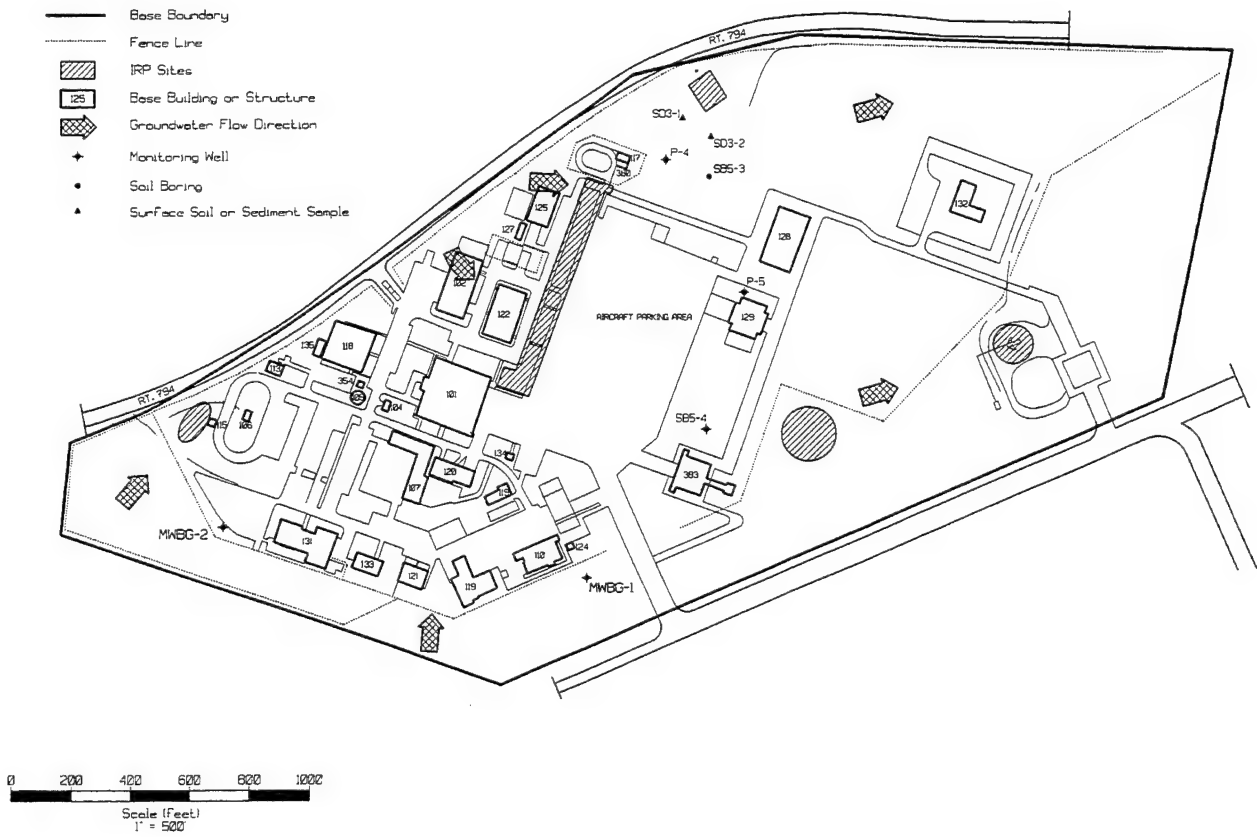 Base Boundary
Fence Line
IRP Sites
125 Base Building or Structure
Groundwater Flow Direction
Monitoring Well
Soil Boring
Surface Soil or Sediment Sample
RT. 794
SD3-1
SD3-2
P-4
SB5-3
117
380
125
127
132
128
102
122
P-5
129
AIRCRAFT PARKING AREA
118
135
113
354
104
101
RT. 794
115
106
SB5-4
134
120
107
383
MWBG-2
131
133
121
119
110
124
MWBG-1
0 200 400 600 800 1000
Scale (Feet)
1" = 500'